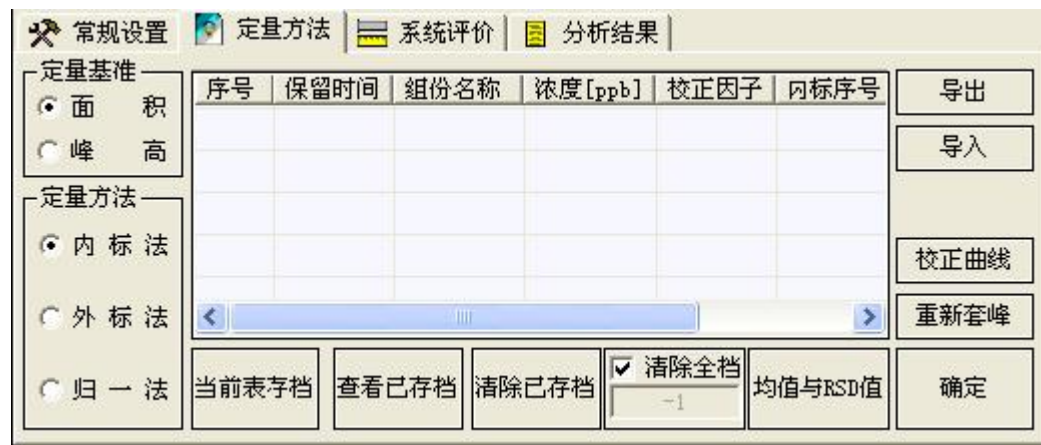 常规设置 定量方法 系统评价 分析结果
定量基准
面 积
峰 高
定量方法
内 标 法
外 标 法
归 一 法
序号 保留时间 组份名称 浓度[ppb] 校正因子 内标序号
导出
导入
校正曲线
重新套峰
当前表存档 查看已存档 清除已存档
清除全档
-1
均值与RSD值
确定